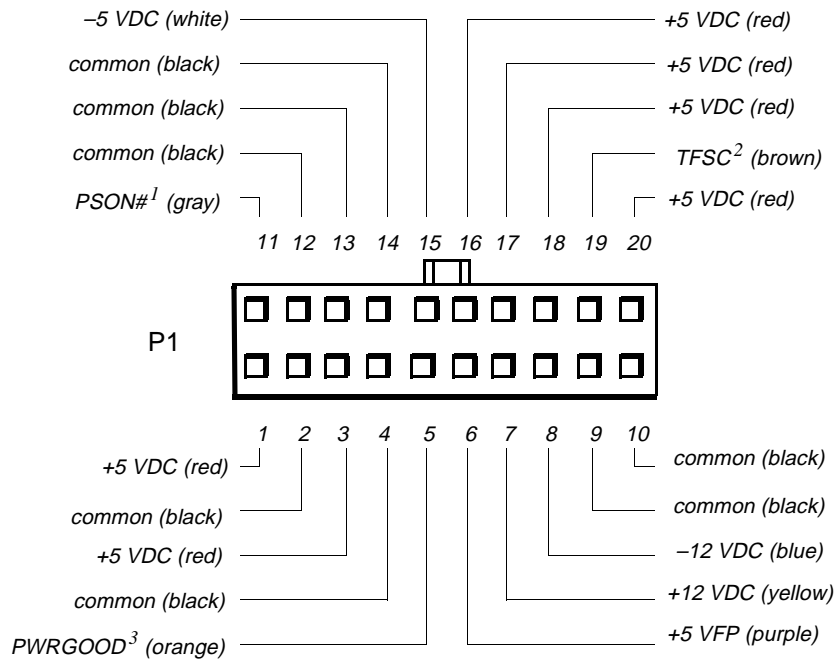 –5 VDC (white)
+5 VDC (red)
common (black)
+5 VDC (red)
common (black)
+5 VDC (red)
common (black)
TFSC2 (brown)
PSON#1 (gray)
+5 VDC (red)
11 12 13 14 15 16 17 18 19 20
P1
1 2 3 4 5 6 7 8 9 10
+5 VDC (red)
common (black)
common (black)
common (black)
+5 VDC (red)
–12 VDC (blue)
common (black)
+12 VDC (yellow)
PWRGOOD3 (orange)
+5 VFP (purple)